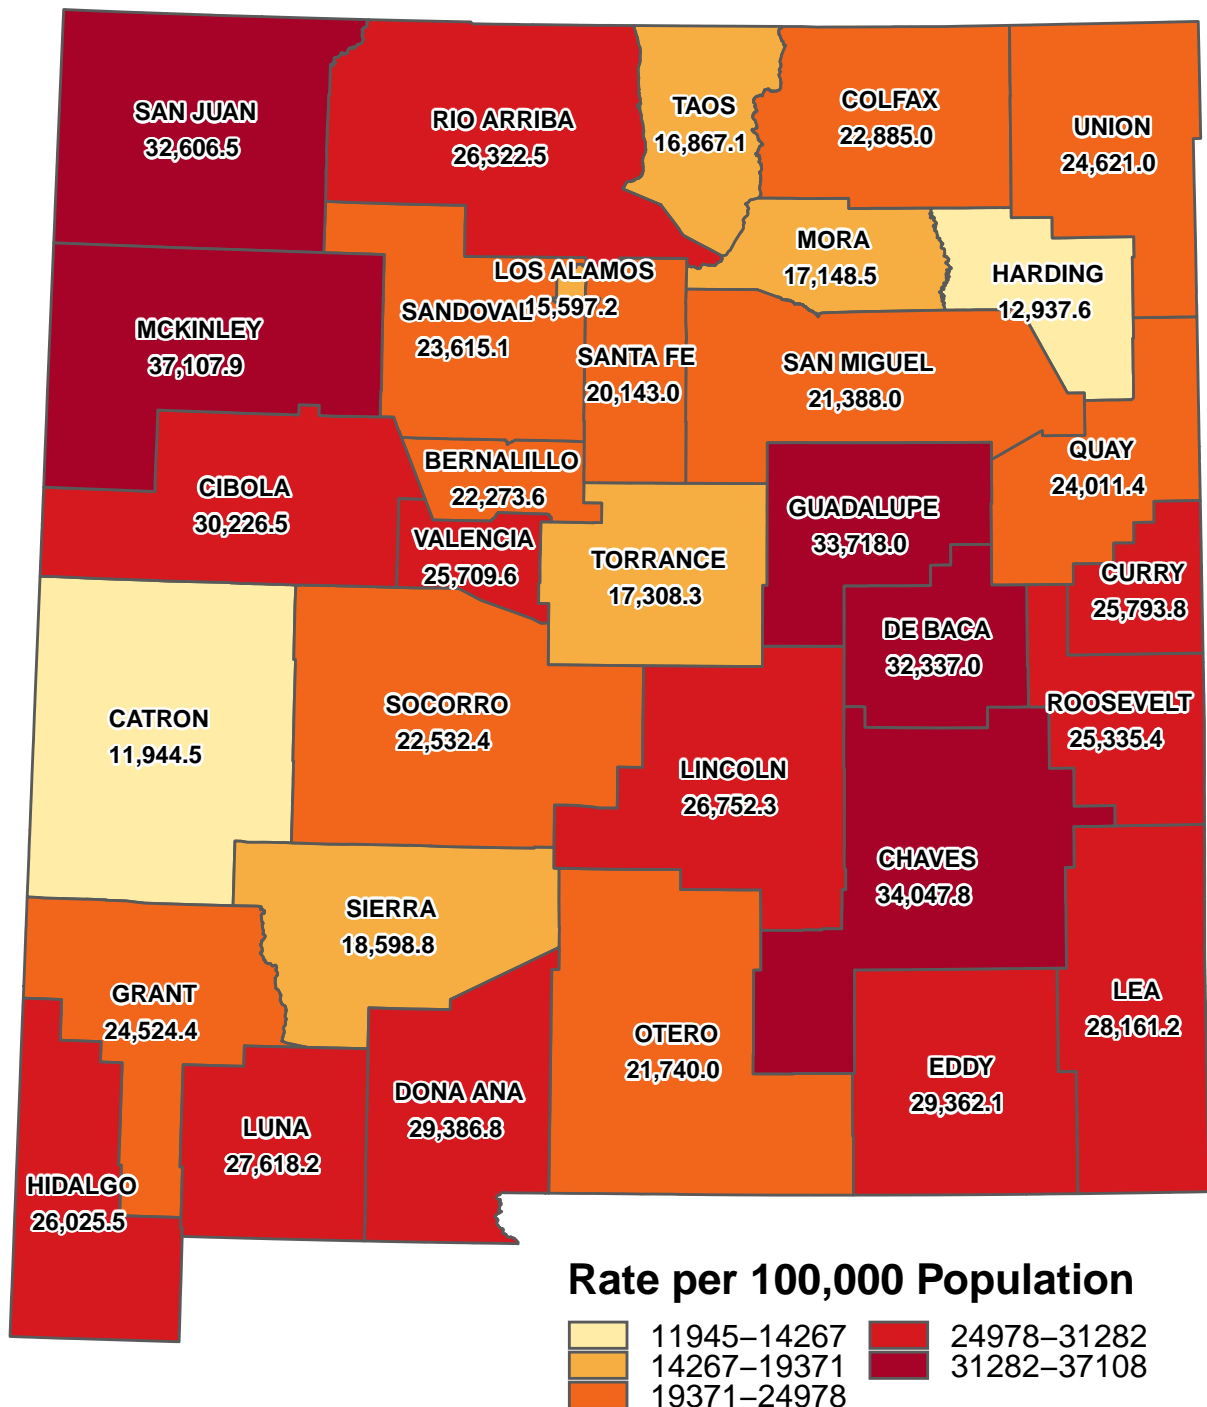 SAN JUAN
32,606.5
RIO ARRIBA
26,322.5
TAOS
16,867.1
COLFAX
22,885.0
UNION
24,621.0
MORA
17,148.5
HARDING
12,937.6
LOS ALAMOS
15,597.2
SANDOVAL
23,615.1
MCKINLEY
37,107.9
SANTA FE
20,143.0
SAN MIGUEL
21,388.0
QUAY
24,011.4
CIBOLA
30,226.5
BERNALILLO
22,273.6
GUADALUPE
33,718.0
VALENCIA
25,709.6
TORRANCE
17,308.3
CURRY
25,793.8
DE BACA
32,337.0
CATRON
11,944.5
SOCORRO
22,532.4
ROOSEVELT
25,335.4
LINCOLN
26,752.3
CHAVES
34,047.8
SIERRA
18,598.8
GRANT
24,524.4
LEA
28,161.2
OTERO
21,740.0
EDDY
29,362.1
DONA ANA
29,386.8
LUNA
27,618.2
HIDALGO
26,025.5
Rate per 100,000 Population
11945–14267
14267–19371
19371–24978
24978–31282
31282–37108